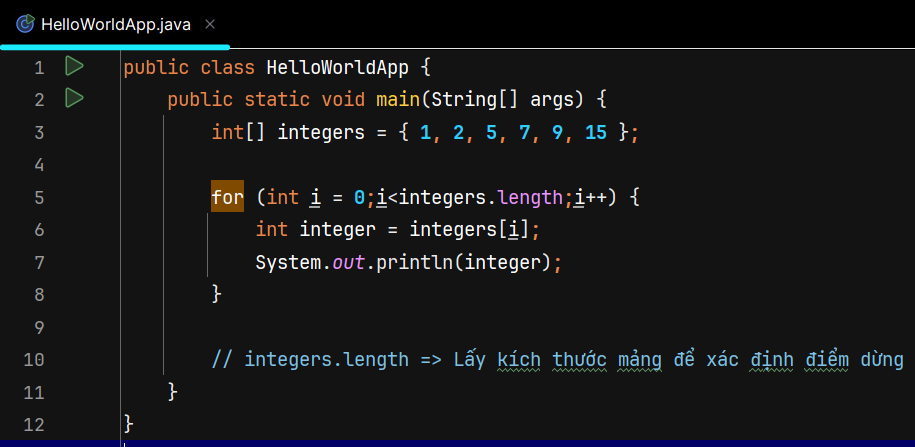 HelloWorldApp.java
1 public class HelloWorldApp {
2 public static void main(String[] args) {
3 int[] integers = { 1, 2, 5, 7, 9, 15 };
4
5 for (int i = 0;i<integers.length;i++) {
6 int integer = integers[i];
7 System.out.println(integer);
8 }
9
10 // integers.length => Lấy kích thước mảng để xác định điểm dừng
11 }
12 }